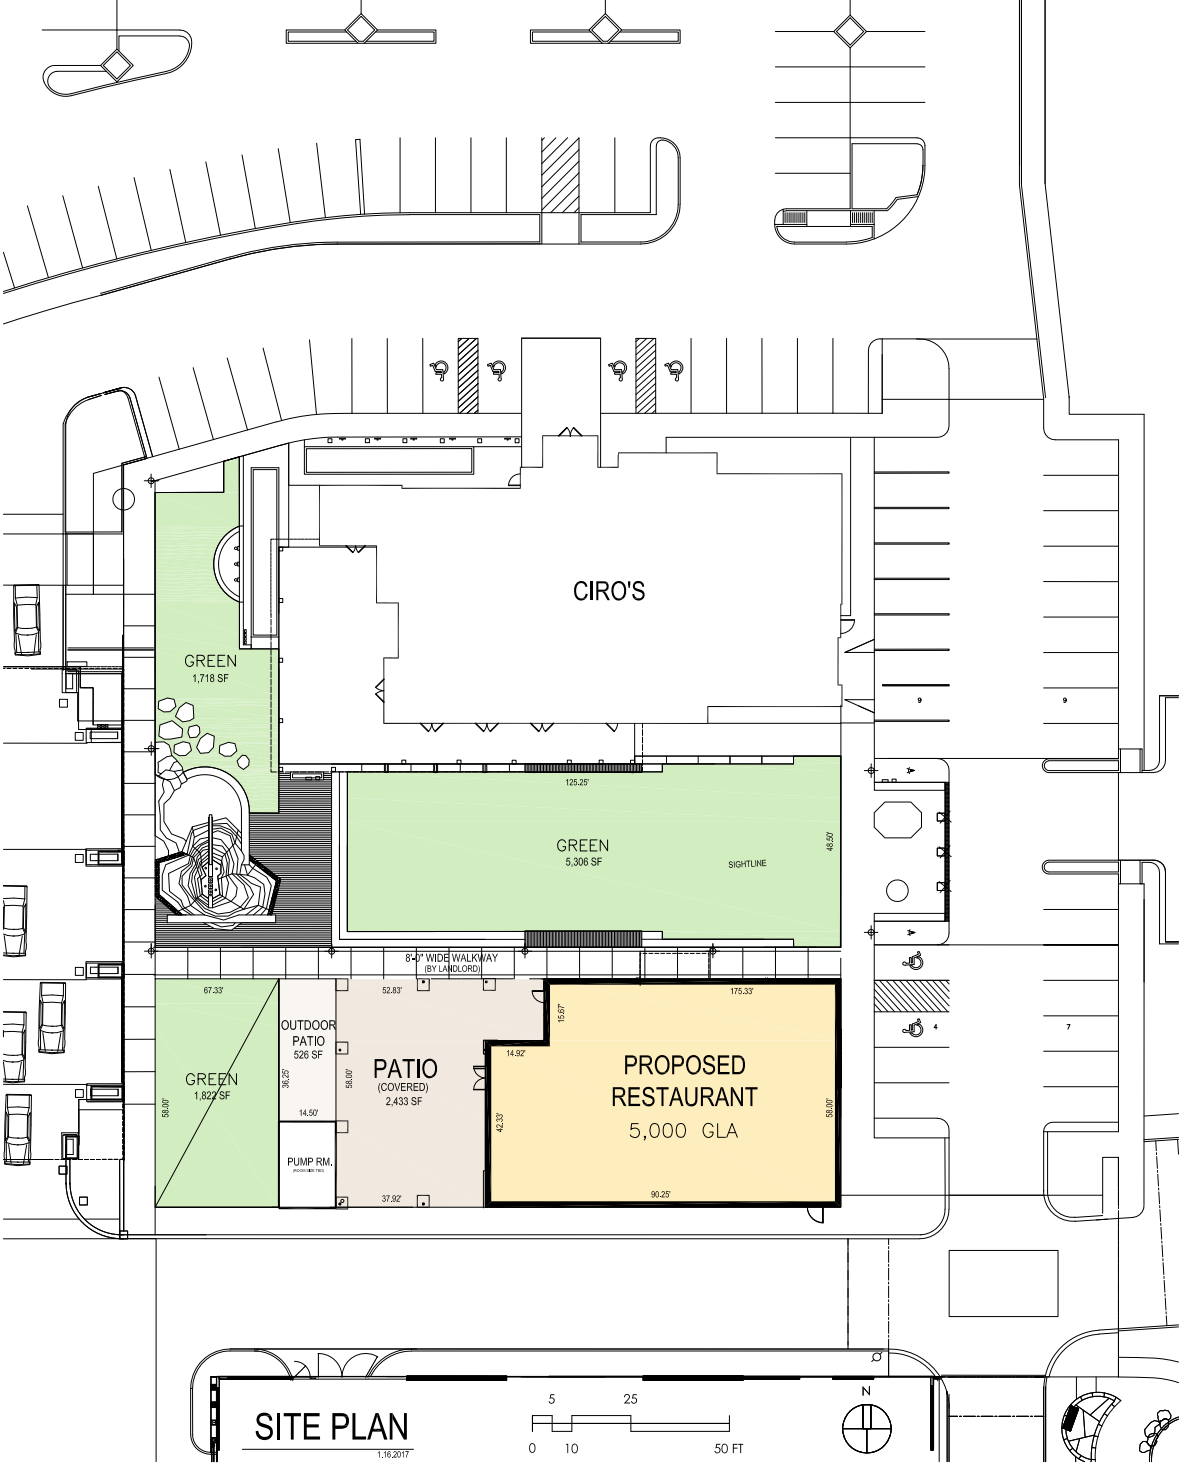 CIRO'S
GREEN
1,718 SF
9
9
125.25'
GREEN
5,306 SF
SIGHTLINE
48.50'
8'-0" WIDE WALKWAY
(BY LANDLORD)
67.33'
52.83'
175.33'
15.67'
OUTDOOR
PATIO
526 SF
4
7
14.92'
PATIO
(COVERED)
2,433 SF
PROPOSED
RESTAURANT
5,000 GLA
GREEN
1,822 SF
36.25'
58.00'
58.00'
14.50'
42.33'
58.00'
PUMP RM.
37.92'
90.25'
SITE PLAN
1.16.2017
5
25
0
10
50 FT
N